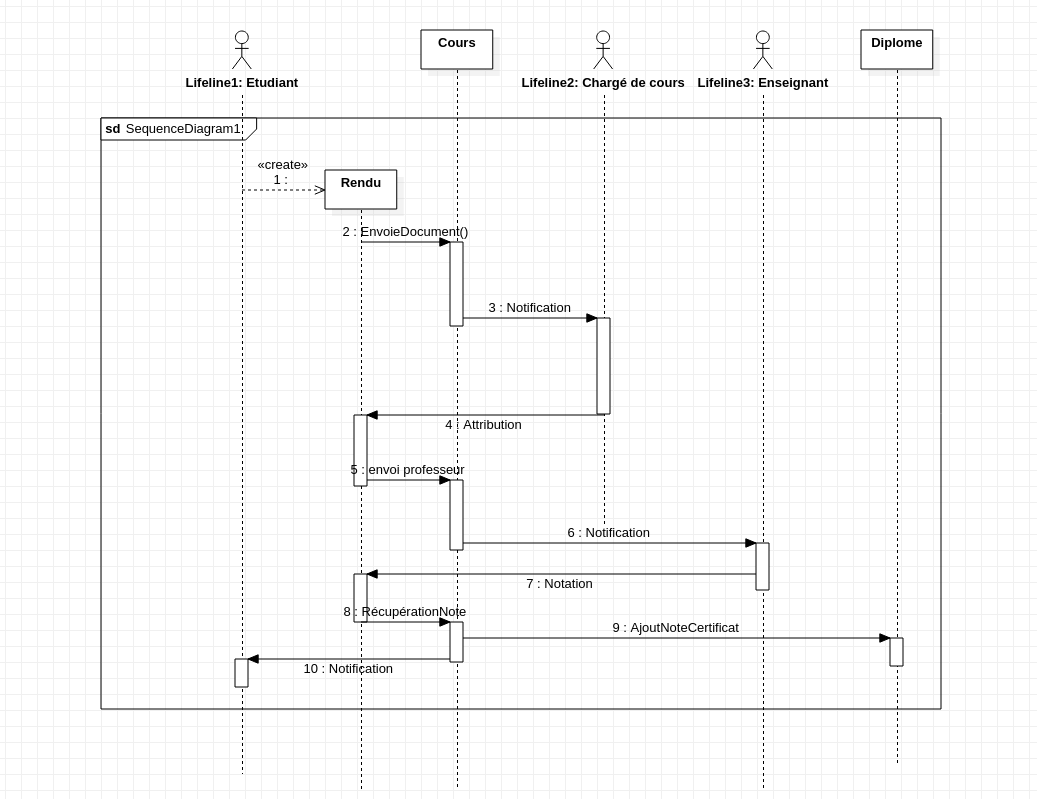 Cours
Diplome
Lifeline1: Etudiant
Lifeline2: Chargé de cours
Lifeline3: Enseignant
sd SequenceDiagram1
«create»
1 :
Rendu
2 : EnvoieDocument()
3 : Notification
4 : Attribution
5 : envoi professeur
6 : Notification
7 : Notation
8 : RécupérationNote
9 : AjoutNoteCertificat
10 : Notification